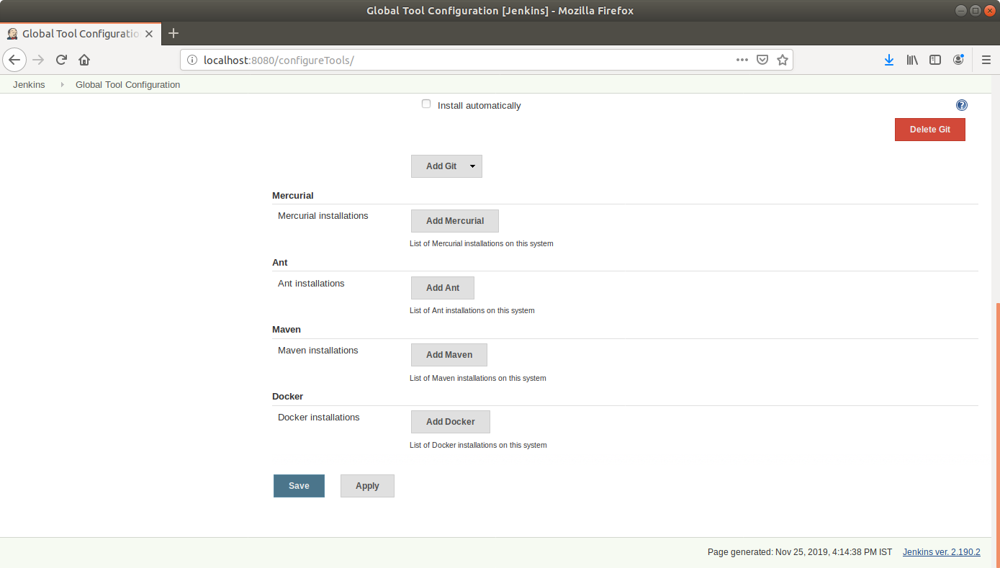 Global Tool Configuration [Jenkins] - Mozilla Firefox
Global Tool Configuratio
localhost:8080/configureTools/
Jenkins Global Tool Configuration
Install automatically
Delete Git
Add Git
Mercurial
Mercurial installations
Add Mercurial
List of Mercurial installations on this system
Ant
Ant installations
Add Ant
List of Ant installations on this system
Maven
Maven installations
Add Maven
List of Maven installations on this system
Docker
Docker installations
Add Docker
List of Docker installations on this system
Save Apply
Page generated: Nov 25, 2019, 4:14:38 PM IST Jenkins ver. 2.190.2